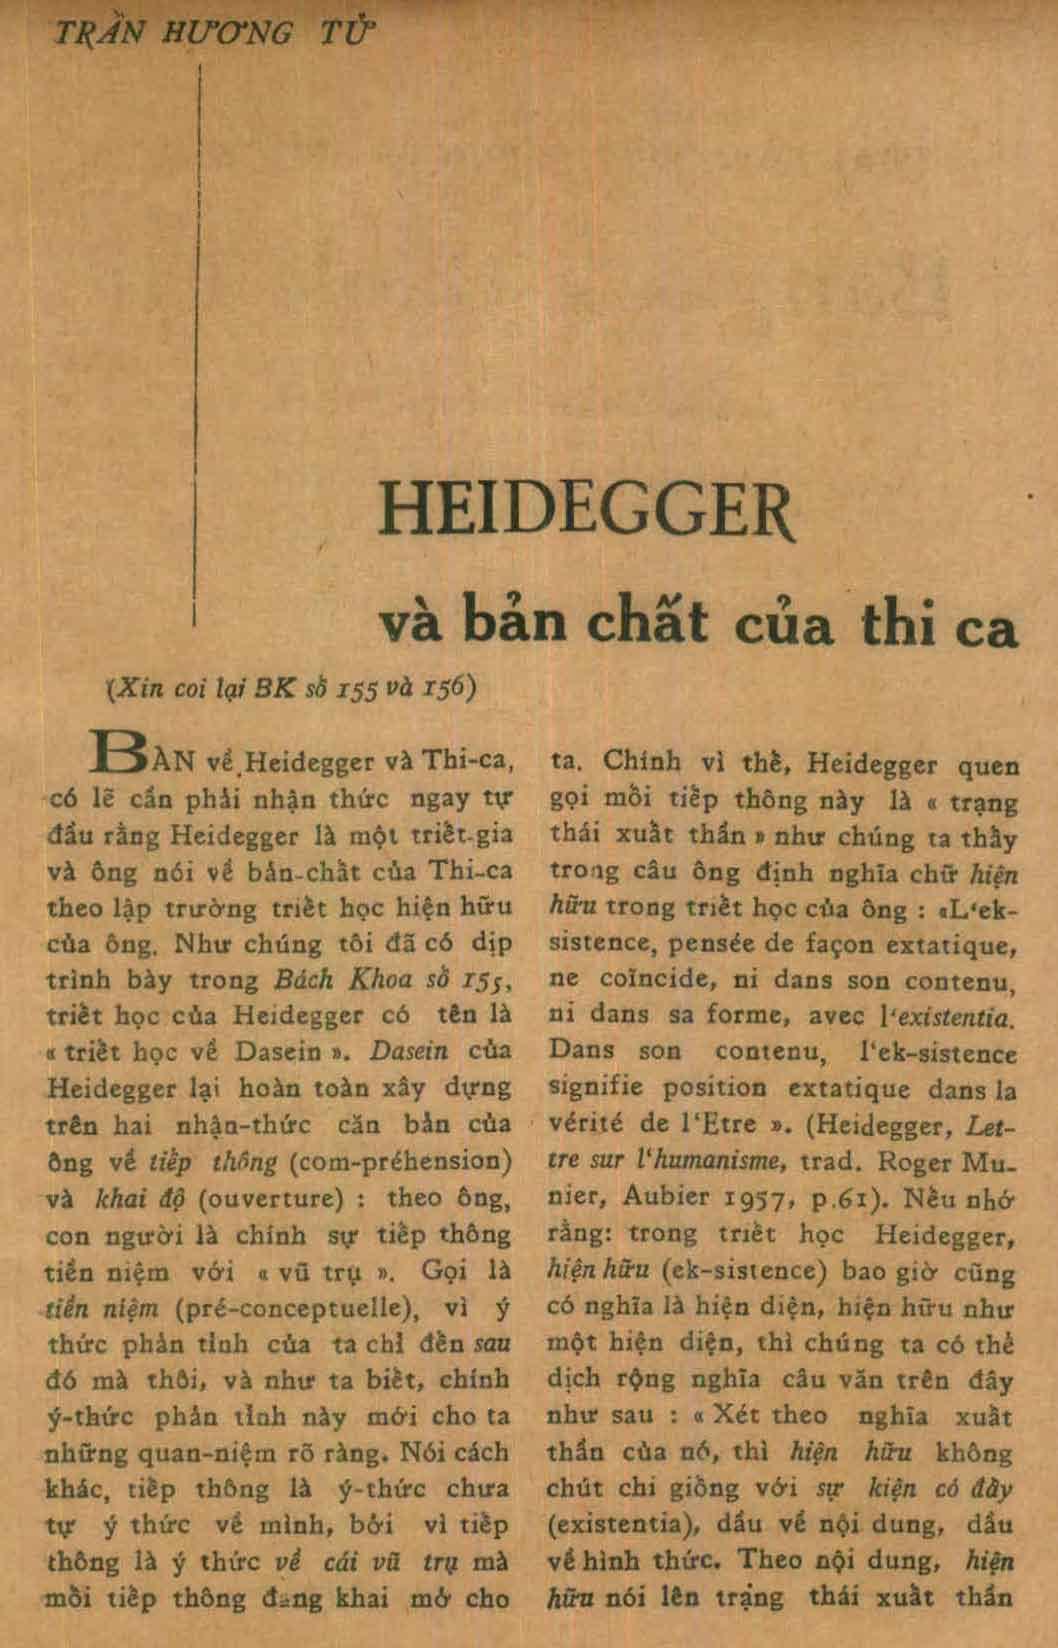 TRẦN HƯƠNG TỬ
HEIDEGGER
và bản chất của thi ca
(Xin coi lại BK số 155 và 156)
BÀN về Heidegger và Thi-ca,
có lẽ cần phải nhận thức ngay tự
đầu rằng Heidegger là một triết-gia
và ông nói về bản-chất của Thi-ca
theo lập trường triết học hiện hữu
của ông. Như chúng tôi đã có dịp
trình bày trong Bách Khoa số 155,
triết học của Heidegger có tên là
« triết học về Dasein ». Dasein của
Heidegger lại hoàn toàn xây dựng
trên hai nhận-thức căn bản của
ông về tiếp thông (com-préhension)
và khai độ (ouverture) : theo ông,
con người là chính sự tiếp thông
tiền niệm với « vũ trụ ». Gọi là
tiền niệm (pré-conceptuelle), vì ý
thức phản tỉnh của ta chỉ đến sau
đó mà thôi, và như ta biết, chính
ý-thức phản tỉnh này mới cho ta
những quan-niệm rõ ràng. Nói cách
khác, tiếp thông là ý-thức chưa
tự ý thức về mình, bởi vì tiếp
thông là ý thức về cái vũ trụ mà
mối tiếp thông đang khai mở cho
ta. Chính vì thế, Heidegger quen
gọi mối tiếp thông này là « trạng
thái xuất thần » như chúng ta thấy
trong câu ông định nghĩa chữ hiện
hữu trong triết học của ông : «L'ek-
sistence, pensée de façon extatique,
ne coïncide, ni dans son contenu,
ni dans sa forme, avec l'existentia.
Dans son contenu, l'ek-sistence
signifie position extatique dans la
vérité de l'Etre ». (Heidegger, Let-
tre sur l'humanisme, trad. Roger Mu-
nier, Aubier 1957, p.61). Nếu nhớ
rằng: trong triết học Heidegger,
hiện hữu (ek-sistence) bao giờ cũng
có nghĩa là hiện diện, hiện hữu như
một hiện diện, thì chúng ta có thể
dịch rộng nghĩa câu văn trên đây
như sau : « Xét theo nghĩa xuất
thần của nó, thì hiện hữu không
chút chi giống với sự kiện có đấy
(existentia), dầu về nội dung, dầu
về hình thức. Theo nội dung, hiện
hữu nói lên trạng thái xuất thần